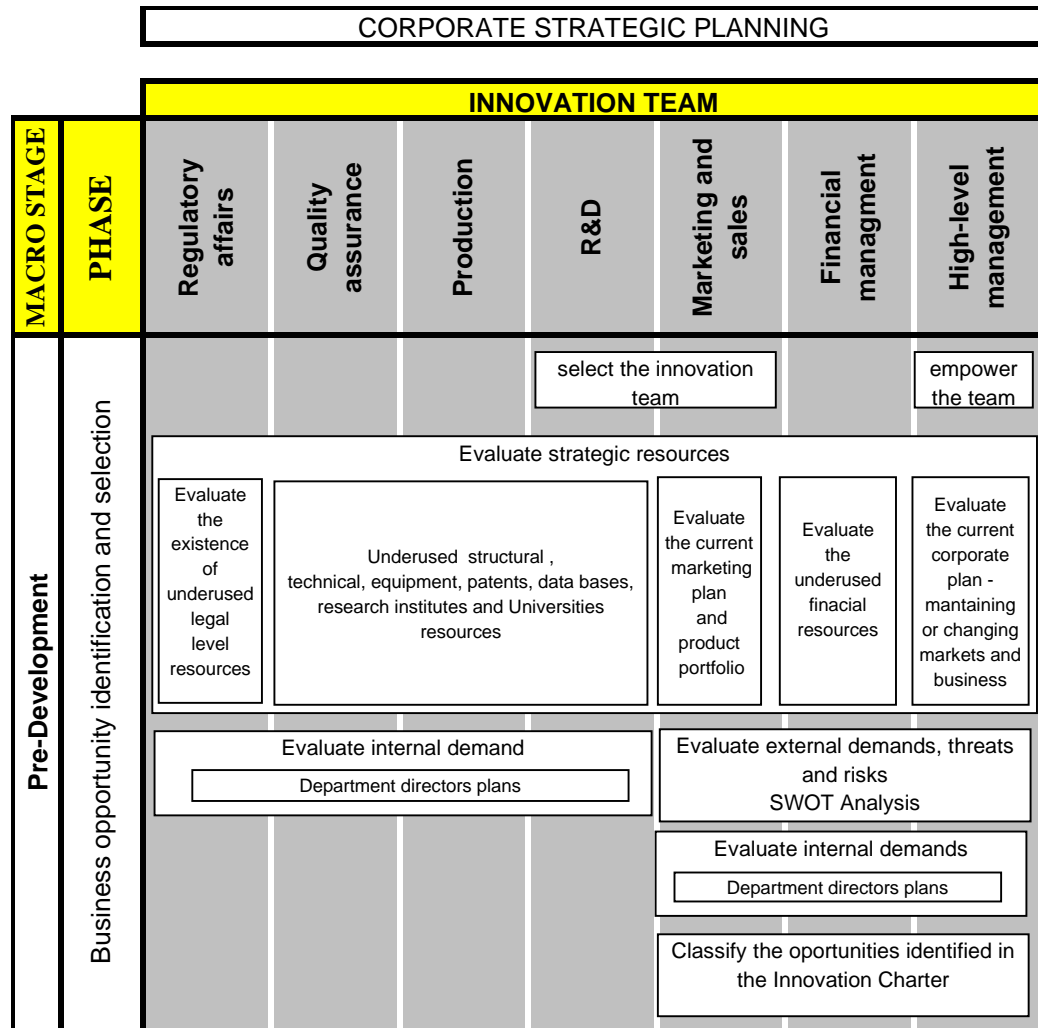 CORPORATE STRATEGIC PLANNING
INNOVATION TEAM
MACRO STAGE
PHASE
Regulatory
affairs
Quality
assurance
Production
R&D
Marketing and
sales
Financial
managment
High-level
management
Pre-Development
Business opportunity identification and selection
select the innovation
team
empower
the team
Evaluate strategic resources
Evaluate
the
existence
of
underused
legal
level
resources
Underused structural ,
technical, equipment, patents, data bases,
research institutes and Universities
resources
Evaluate
the current
marketing
plan
and
product
portfolio
Evaluate
the
underused
finacial
resources
Evaluate
the current
corporate
plan -
mantaining
or changing
markets and
business
Evaluate internal demand
Department directors plans
Evaluate external demands, threats
and risks
SWOT Analysis
Evaluate internal demands
Department directors plans
Classify the oportunities identified in
the Innovation Charter